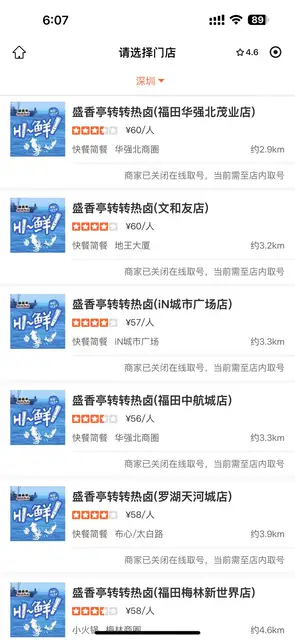 6:07
89
请选择门店
4.6
深圳
盛香亭转转热卤(福田华强北茂业店)
¥60/人
快餐简餐 华强北商圈 约2.9km
商家已关闭在线取号，当前需至店内取号
盛香亭转转热卤(文和友店)
¥60/人
快餐简餐 地王大厦 约3.2km
商家已关闭在线取号，当前需至店内取号
盛香亭转转热卤(iN城市广场店)
¥57/人
快餐简餐 iN城市广场 约3.3km
商家已关闭在线取号，当前需至店内取号
盛香亭转转热卤(福田中航城店)
¥56/人
快餐简餐 华强北商圈 约3.3km
商家已关闭在线取号，当前需至店内取号
盛香亭转转热卤(罗湖天河城店)
¥58/人
快餐简餐 布心/太白路 约3.9km
商家已关闭在线取号，当前需至店内取号
盛香亭转转热卤(福田梅林新世界店)
¥58/人
小火锅 梅林商圈 约4.6km